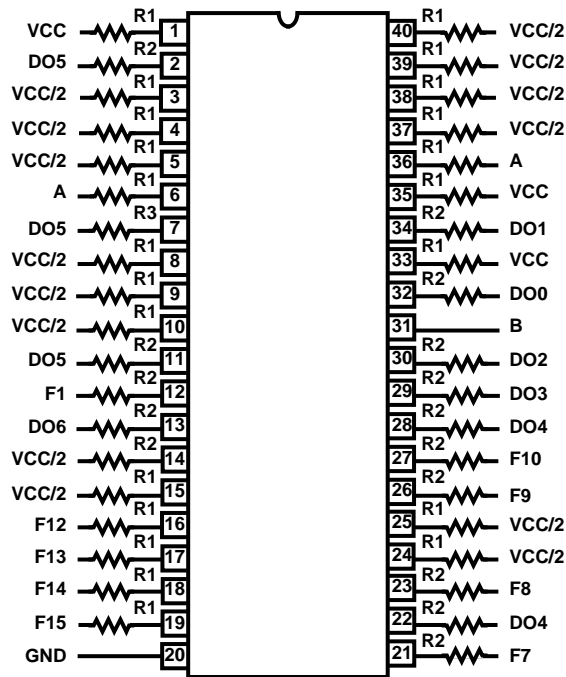 VCC R1 1 40 R1 VCC/2
DO5 R2 2 39 R1 VCC/2
VCC/2 R1 3 38 R1 VCC/2
VCC/2 R1 4 37 R1 VCC/2
VCC/2 R1 5 36 R1 A
A R1 6 35 R1 VCC
DO5 R3 7 34 R2 DO1
VCC/2 R1 8 33 R1 VCC
VCC/2 R1 9 32 R2 DO0
VCC/2 R1 10 31 B
DO5 R2 11 30 R2 DO2
F1 R2 12 29 R2 DO3
DO6 R2 13 28 R2 DO4
VCC/2 R2 14 27 R2 F10
VCC/2 R1 15 26 R2 F9
F12 R1 16 25 R1 VCC/2
F13 R1 17 24 R1 VCC/2
F14 R1 18 23 R2 F8
F15 R1 19 22 R2 DO4
GND 20 21 R2 F7